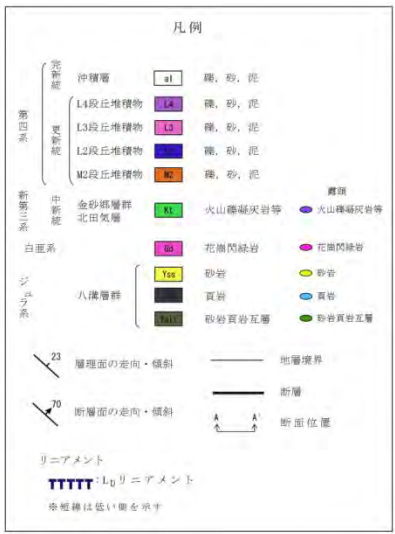 凡例
完新統 沖積層 al 礫，砂，泥
第四系 更新統 L4段丘堆積物 L4 礫，砂，泥
L3段丘堆積物 L3 礫，砂，泥
L2段丘堆積物 礫，砂，泥
M2段丘堆積物 M2 礫，砂，泥
露頭
新第三系 中新統 金砂郷層群 Kt 火山礫凝灰岩等 火山礫凝灰岩等
北田気層
白亜系 Gd 花崗閃緑岩 花崗閃緑岩
ジュラ系 八溝層群 Yss 砂岩 砂岩
頁岩 頁岩
砂岩頁岩互層 砂岩頁岩互層
23 層理面の走向・傾斜 地層境界
断層
70 断層面の走向・傾斜 A A' 断面位置
リニアメント
:LDリニアメント
※短線は低い側を示す